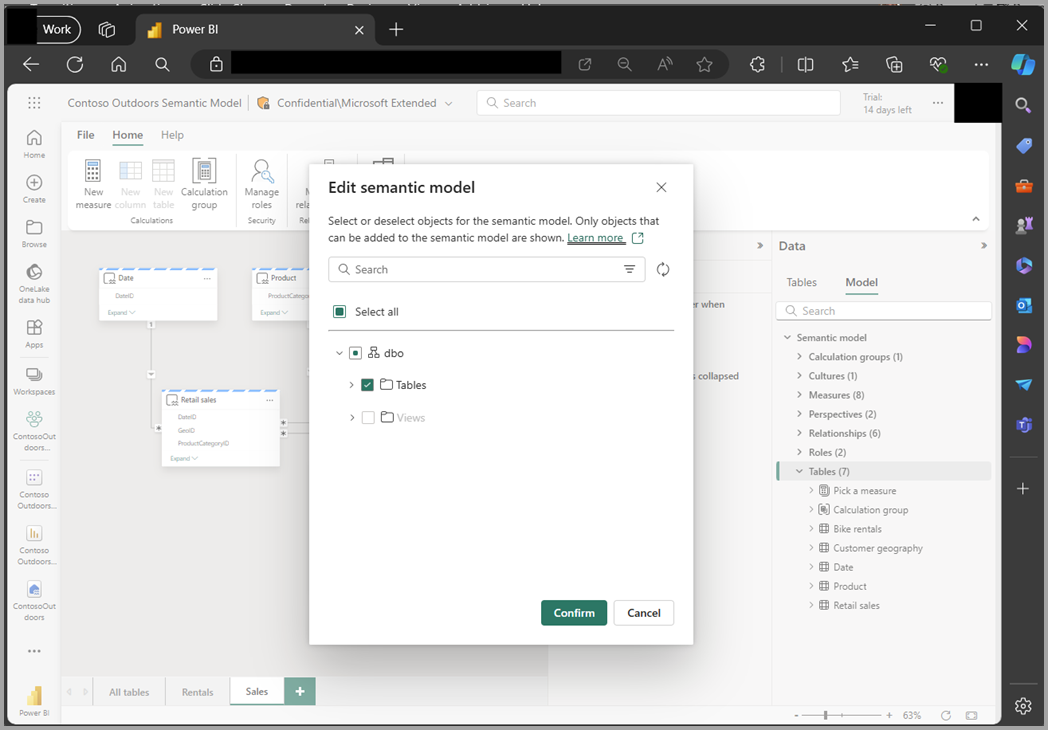 Work
Power BI
Contoso Outdoors Semantic Model
Confidential\Microsoft Extended
Search
Trial:
14 days left
File
Home
Help
New
measure
New
column
New
table
Calculation
group
Calculations
Manage
roles
Security
Home
Create
Browse
OneLake
data hub
Apps
Workspaces
ContosoOut
doors...
Contoso
Outdoors...
Contoso
Outdoors...
ContosoOut
doors
Power BI
Date
DateID
Expand
Product
ProductCatego
Expand
1
Retail sales
DateID
GeoID
ProductCategoryID
Expand
*
*
*
Edit semantic model
Select or deselect objects for the semantic model. Only objects that
can be added to the semantic model are shown. Learn more
Search
Select all
dbo
Tables
Views
Confirm
Cancel
r when
s collapsed
Data
Tables
Model
Search
Semantic model
Calculation groups (1)
Cultures (1)
Measures (8)
Perspectives (2)
Relationships (6)
Roles (2)
Tables (7)
Pick a measure
Calculation group
Bike rentals
Customer geography
Date
Product
Retail sales
All tables
Rentals
Sales
+
- + 63%